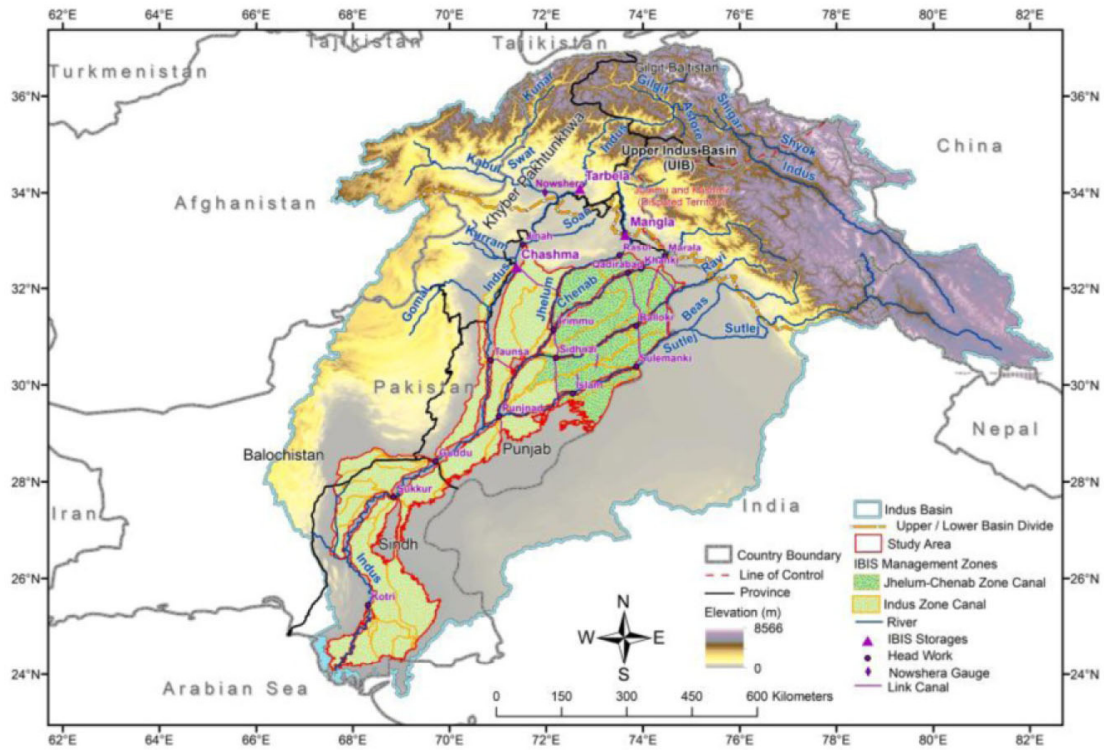 62°E 64°E 66°E 68°E 70°E 72°E 74°E 76°E 78°E 80°E 82°E
Tajikistan
Tajikistan
Turkmenistan
Gilgit-Baltistan
36°N
Kunar
Gilgit
Astore
Shigar
Shyok
Indus
36°N
China
Indus
Upper Indus Basin
(UIB)
Kabul
Swat
Khyber Pakhtunkhwa
Nowshera
Tarbela
34°N
34°N
Jammu and Kashmir
(Disputed Territory)
Afghanistan
Soan
Mangla
Kurram
Jinah
Rasul
Marala
Chashma
Qadirabad
Khanki
Ravi
32°N
Indus
Gomal
Jhelum
Chenab
32°N
Trimmu
Balloki
Beas
Sutlej
Sutlej
Taunsa
Sidhnai
Sulemanki
30°N
30°N
Pakistan
Islam
Punjnad
Nepal
Balochistan
Guddu
Punjab
28°N
28°N
Sukkur
India
Iran
Sindh
26°N
26°N
Indus
Kotri
24°N
24°N
Arabian Sea
Country Boundary
Line of Control
Province
Elevation (m)
8566
0
Indus Basin
Upper / Lower Basin Divide
Study Area
IBIS Management Zones
Jhelum-Chenab Zone Canal
Indus Zone Canal
River
IBIS Storages
Head Work
Nowshera Gauge
Link Canal
N
W E
S
0 150 300 450 600 Kilometers
62°E 64°E 66°E 68°E 70°E 72°E 74°E 76°E 78°E 80°E 82°E